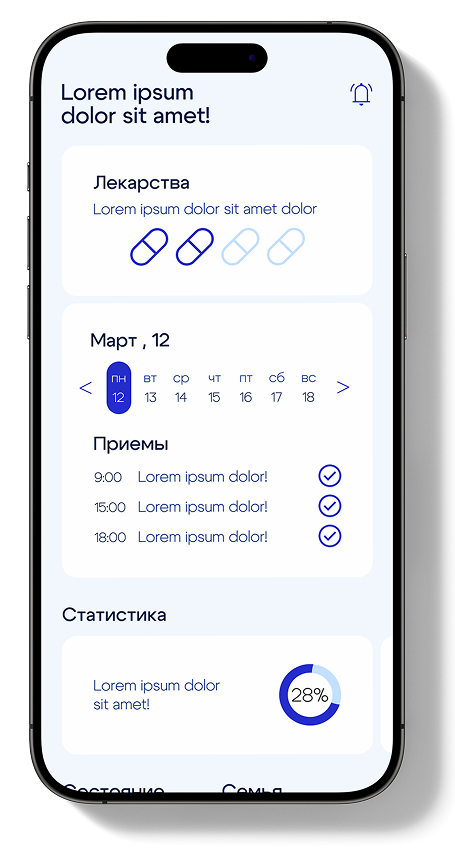 Lorem ipsum
dolor sit amet!
Лекарства
Lorem ipsum dolor sit amet dolor
Март , 12
< пн вт ср чт пт сб вс >
12 13 14 15 16 17 18
Приемы
9:00 Lorem ipsum dolor!
15:00 Lorem ipsum dolor!
18:00 Lorem ipsum dolor!
Статистика
Lorem ipsum dolor
sit amet!
28%
Состояние Семья